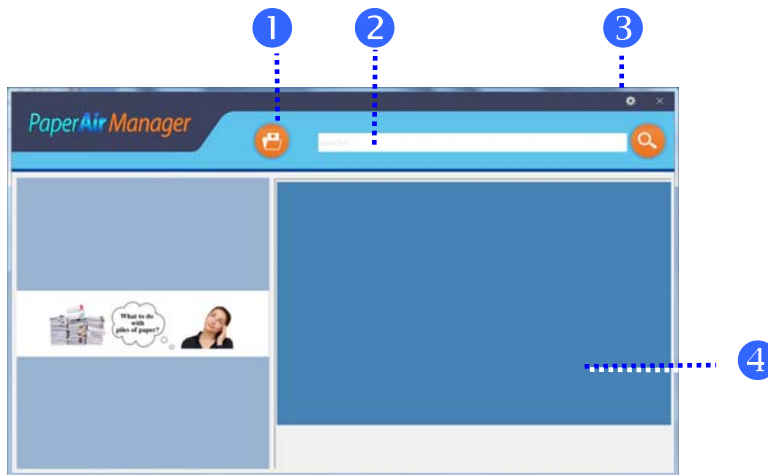 1 2 3
PaperAir Manager
What to do
with
piles of paper?
4